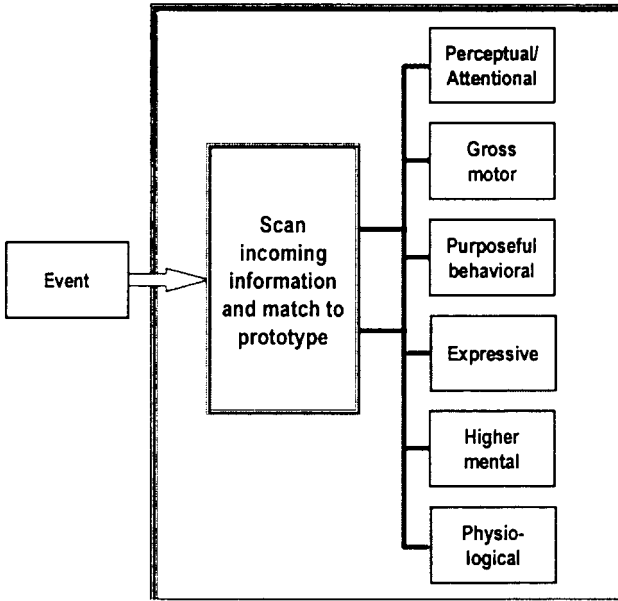 Event
Scan
incoming
information
and match to
prototype
Perceptual/
Attentional
Gross
motor
Purposeful
behavioral
Expressive
Higher
mental
Physio-
logical